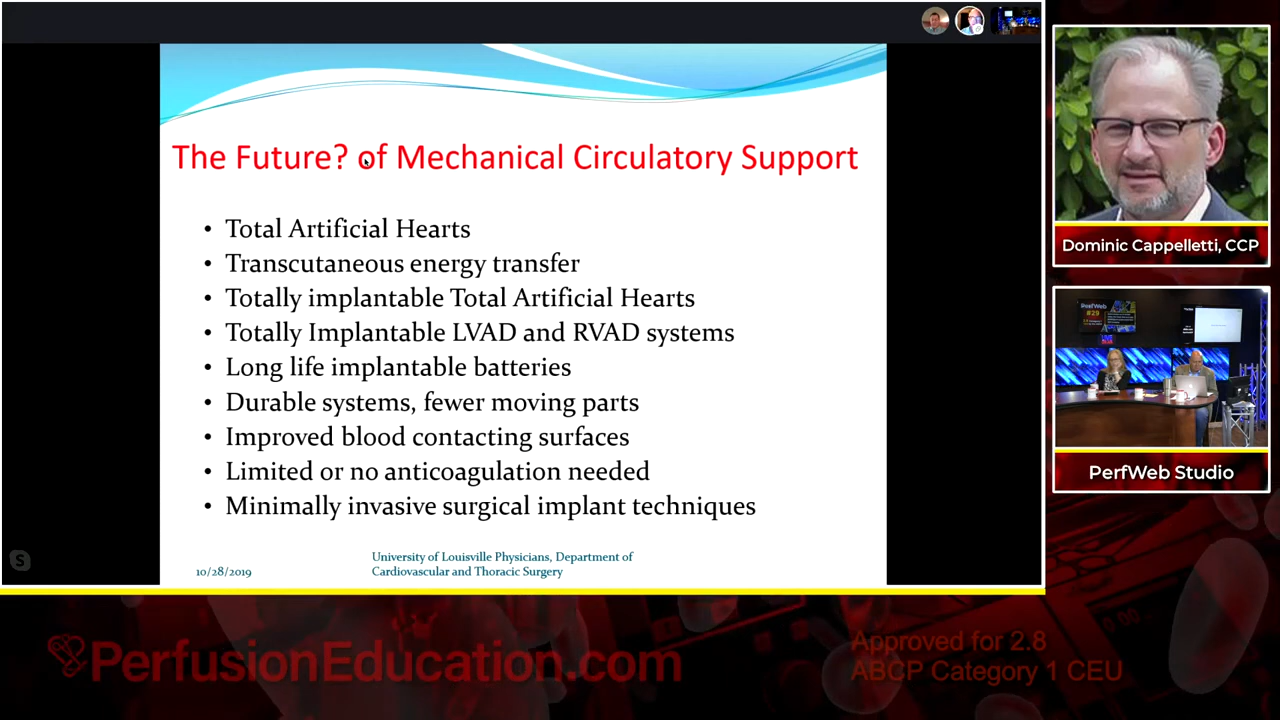 The Future? of Mechanical Circulatory Support
• Total Artificial Hearts
• Transcutaneous energy transfer
• Totally implantable Total Artificial Hearts
• Totally Implantable LVAD and RVAD systems
• Long life implantable batteries
• Durable systems, fewer moving parts
• Improved blood contacting surfaces
• Limited or no anticoagulation needed
• Minimally invasive surgical implant techniques
10/28/2019
University of Louisville Physicians, Department of
Cardiovascular and Thoracic Surgery
Dominic Cappelletti, CCP
PerfWeb
#29
PerfWeb Studio
PerfusionEducation.com
Approved for 2.8
ABCP Category 1 CEU